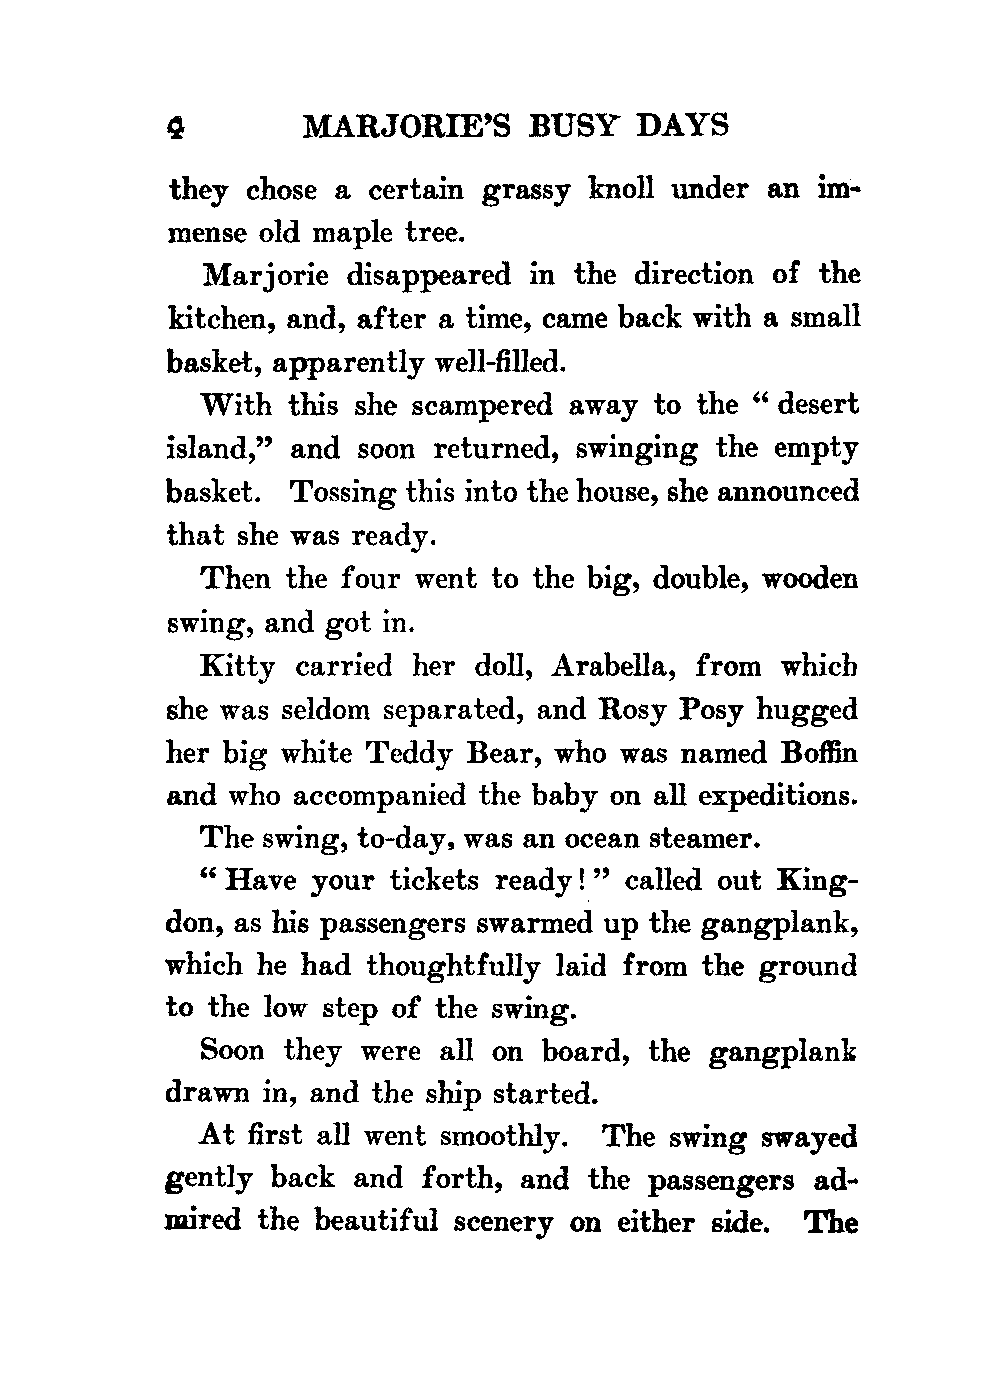 MARJORIE'S BUSY DAYS
they chose a certain grassy knoll under an im-
mense old maple tree.
Marjorie disappeared in the direction of the
kitchen, and, after a time, came back with a small
basket, apparently well-filled.
With this she scampered away to the " desert
island," and soon returned, swinging the empty
basket. Tossing this into the house, she announced
that she was ready.
Then the four went to the big, double, wooden
swing, and got in.
Kitty carried her doll, Arabella, from which
she was seldom separated, and Rosy Posy hugged
her big white Teddy Bear, who was named Boffin
and who accompanied the baby on all expeditions.
The swing, to-day, was an ocean steamer.
" Have your tickets ready! " called out King-
don, as his passengers swarmed up the gangplank,
which he had thoughtfully laid from the ground
to the low step of the swing.
Soon they were all on board, the gangplank
drawn in, and the ship started.
At first all went smoothly. The swing swayed
gently back and forth, and the passengers ad-
mired the beautiful scenery on either side. The